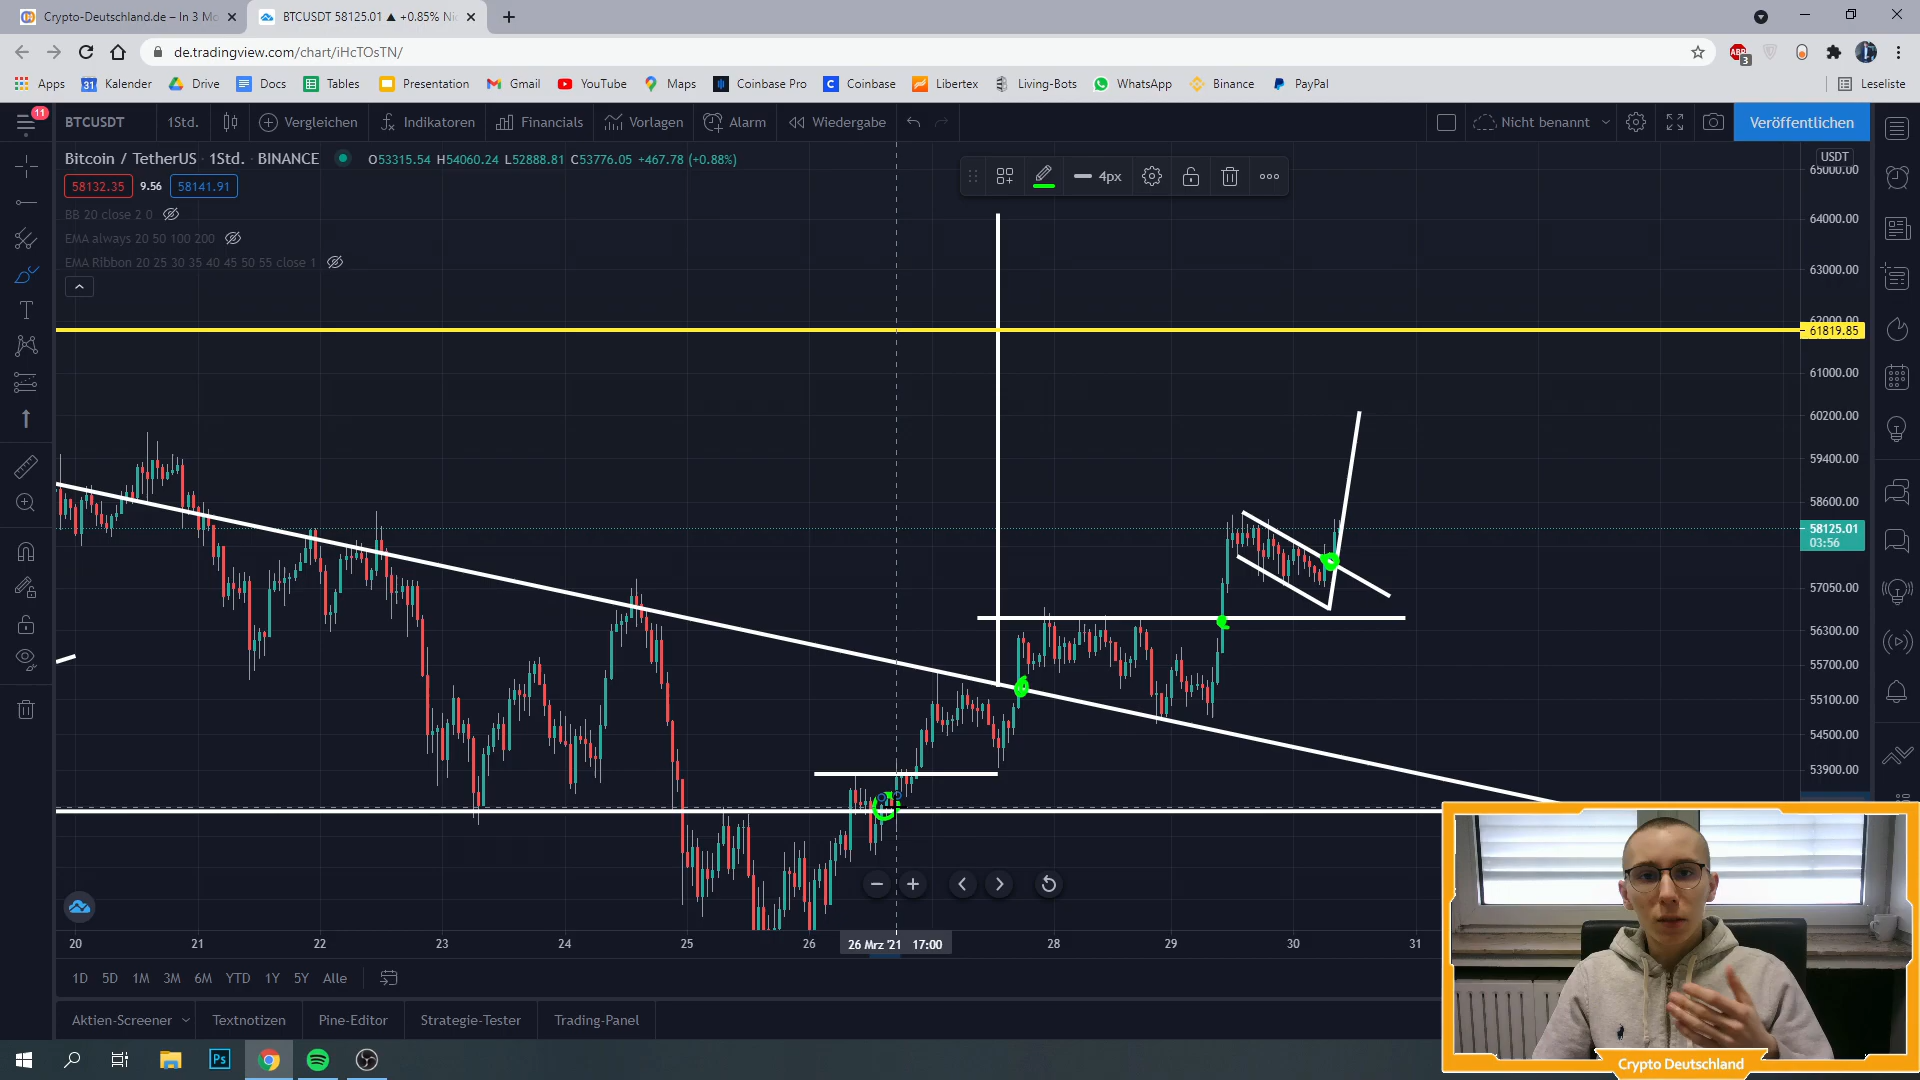 Crypto-Deutschland.de – In 3 Mo
BTCUSDT 58125.01 ▲ +0.85% Ni
de.tradingview.com/chart/iHcTOsTN/
ABP
3
Apps
31 Kalender
Drive
Docs
Tables
Presentation
Gmail
YouTube
Maps
Coinbase Pro
Coinbase
Libertex
Living-Bots
WhatsApp
Binance
PayPal
Leseliste
11
BTCUSDT
1Std.
Vergleichen
Indikatoren
Financials
Vorlagen
Alarm
Wiedergabe
Nicht benannt
Veröffentlichen
Bitcoin / TetherUS · 1Std. · BINANCE
O53315.54 H54060.24 L52888.81 C53776.05 +467.78 (+0.88%)
58132.35 9.56 58141.91
BB 20 close 2 0
EMA always 20 50 100 200
EMA Ribbon 20 25 30 35 40 45 50 55 close 1
4px
USDT
65000.00
64000.00
63000.00
62000.00
61819.85
61000.00
60200.00
59400.00
58600.00
58125.01
03:56
57050.00
56300.00
55700.00
55100.00
54500.00
53900.00
20 21 22 23 24 25 26 26 Mrz '21 17:00 28 29 30 31
1D 5D 1M 3M 6M YTD 1Y 5Y Alle
Aktien-Screener
Textnotizen
Pine-Editor
Strategie-Tester
Trading-Panel
Ps
Crypto Deutschland